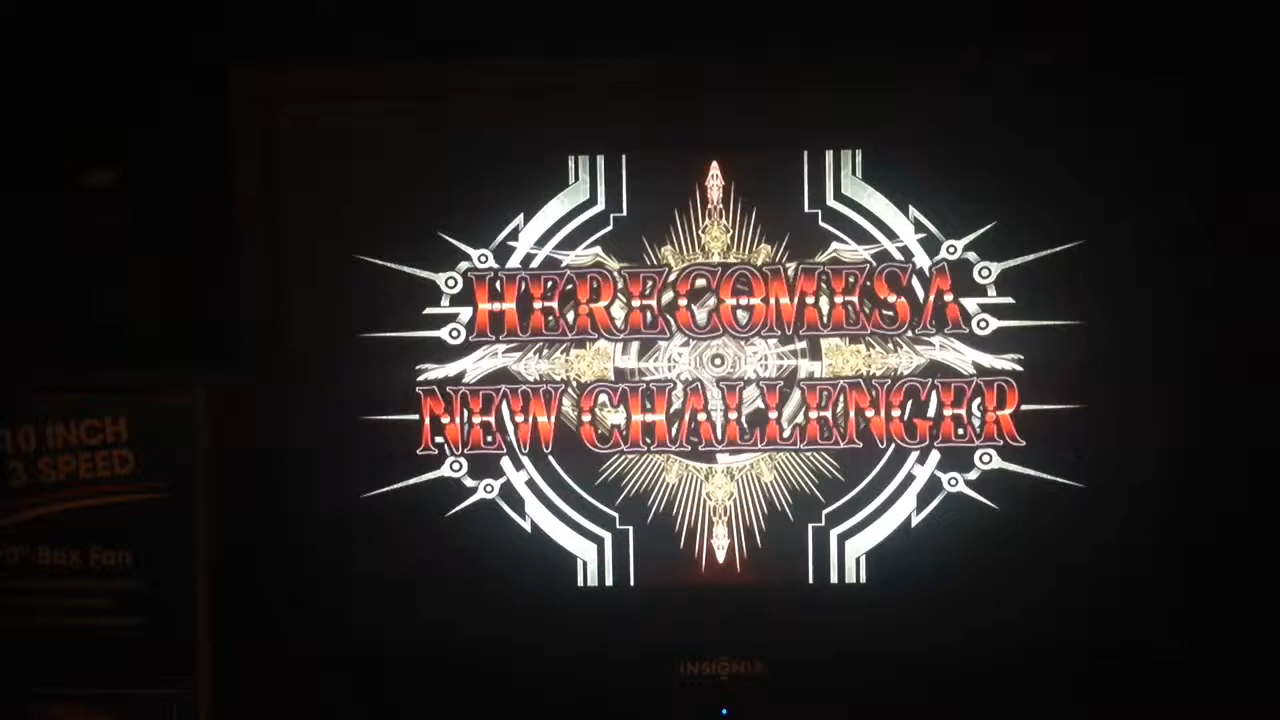 HERE COMES A
NEW CHALLENGER
10 INCH
3 SPEED
Box Fan
INSIGNIA